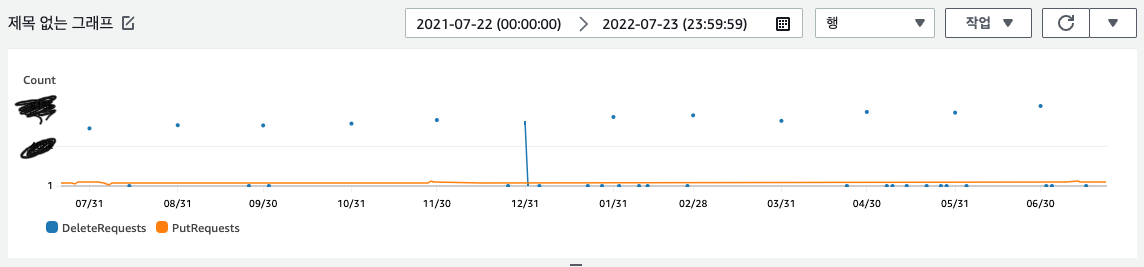 제목 없는 그래프
2021-07-22 (00:00:00) 2022-07-23 (23:59:59) 행 작업
Count
1
07/31 08/31 09/30 10/31 11/30 12/31 01/31 02/28 03/31 04/30 05/31 06/30
DeleteRequests PutRequests